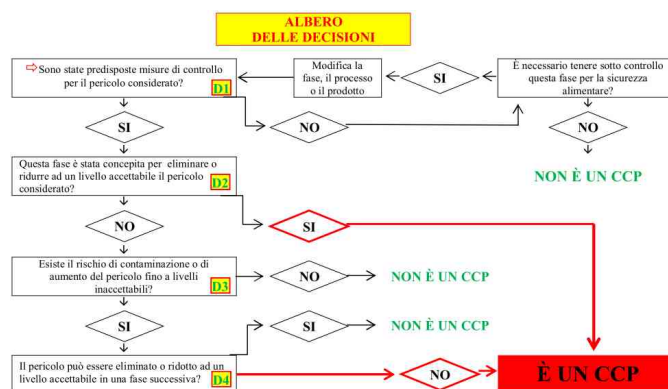 ALBERO
DELLE DECISIONI
⇨Sono state predisposte misure di controllo
per il pericolo considerato?
D1
Modifica la
fase, il processo
o il prodotto
SI
È necessario tenere sotto controllo
questa fase per la sicurezza
alimentare?
SI
NO
NO
NON È UN CCP
Questa fase è stata concepita per eliminare o
ridurre ad un livello accettabile il pericolo
considerato?
D2
NO
SI
Esiste il rischio di contaminazione o di
aumento del pericolo fino a livelli
inaccettabili?
D3
NO
NON È UN CCP
SI
SI
NON È UN CCP
Il pericolo può essere eliminato o ridotto ad un
livello accettabile in una fase successiva?
D4
NO
È UN CCP